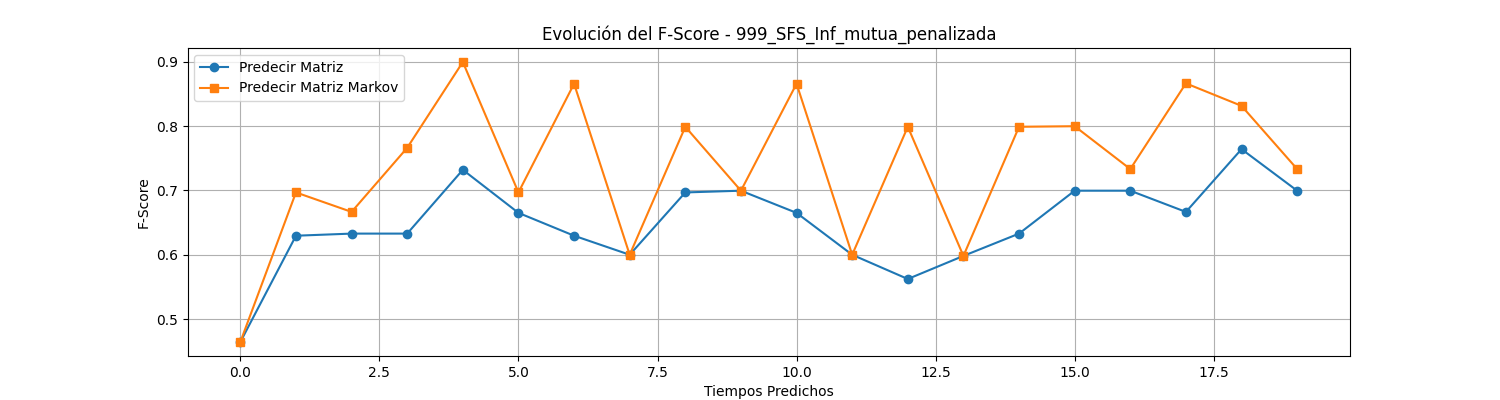 Evolución del F-Score - 999_SFS_Inf_mutua_penalizada
Predecir Matriz
Predecir Matriz Markov
F-Score
0.9
0.8
0.7
0.6
0.5
0.0 2.5 5.0 7.5 10.0 12.5 15.0 17.5
Tiempos Predichos